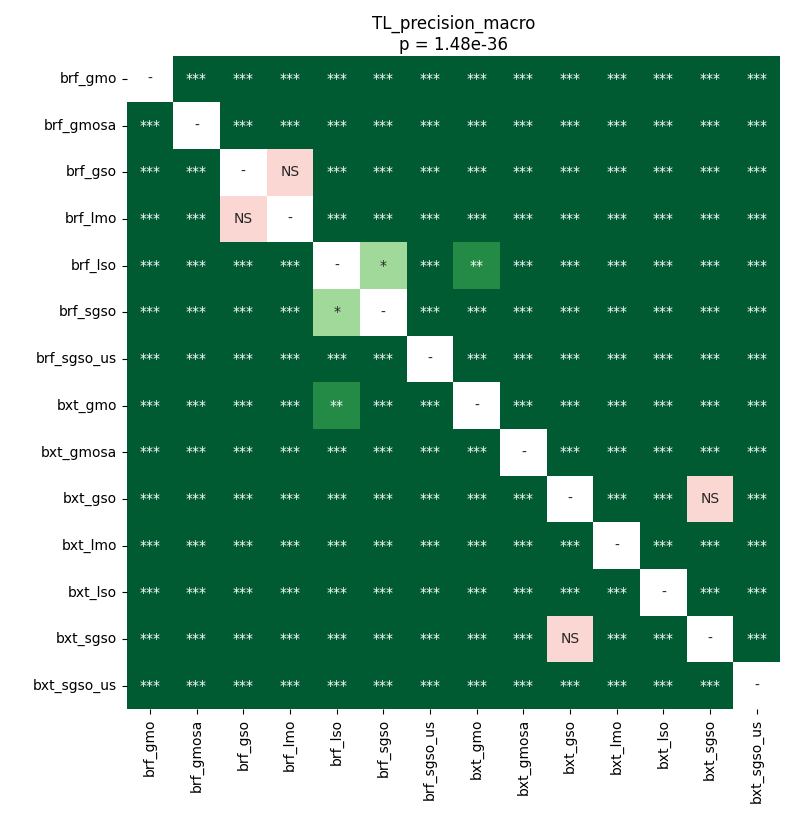 TL_precision_macro
p = 1.48e-36
brf_gmo - *** *** *** *** *** *** *** *** *** *** *** *** ***
brf_gmosa *** - *** *** *** *** *** *** *** *** *** *** *** ***
brf_gso *** *** - NS *** *** *** *** *** *** *** *** *** ***
brf_lmo *** *** NS - *** *** *** *** *** *** *** *** *** ***
brf_lso *** *** *** *** - * *** ** *** *** *** *** *** ***
brf_sgso *** *** *** *** * - *** *** *** *** *** *** *** ***
brf_sgso_us *** *** *** *** *** *** - *** *** *** *** *** *** ***
bxt_gmo *** *** *** *** ** *** *** - *** *** *** *** *** ***
bxt_gmosa *** *** *** *** *** *** *** *** - *** *** *** *** ***
bxt_gso *** *** *** *** *** *** *** *** *** - *** *** NS ***
bxt_lmo *** *** *** *** *** *** *** *** *** *** - *** *** ***
bxt_lso *** *** *** *** *** *** *** *** *** *** *** - *** ***
bxt_sgso *** *** *** *** *** *** *** *** *** NS *** *** - ***
bxt_sgso_us *** *** *** *** *** *** *** *** *** *** *** *** *** -
brf_gmo brf_gmosa brf_gso brf_lmo brf_lso brf_sgso brf_sgso_us bxt_gmo bxt_gmosa bxt_gso bxt_lmo bxt_lso bxt_sgso bxt_sgso_us